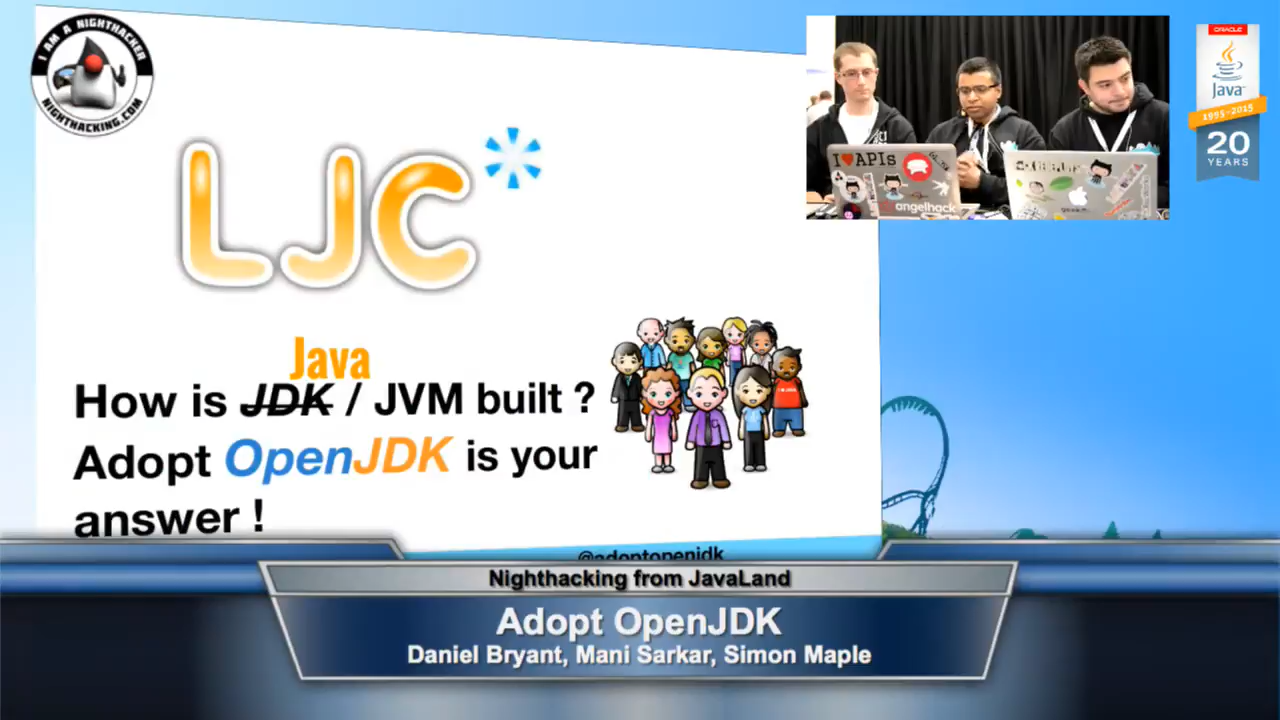 I AM A NIGHTHACKER
NIGHTHACKING.COM
LJC*
Java
How is JDK / JVM built ?
Adopt OpenJDK is your
answer !
@adoptopenjdk
I ♥ APIs
angelhack
ORACLE
Java
1995-2015
20
YEARS
Nighthacking from JavaLand
Adopt OpenJDK
Daniel Bryant, Mani Sarkar, Simon Maple